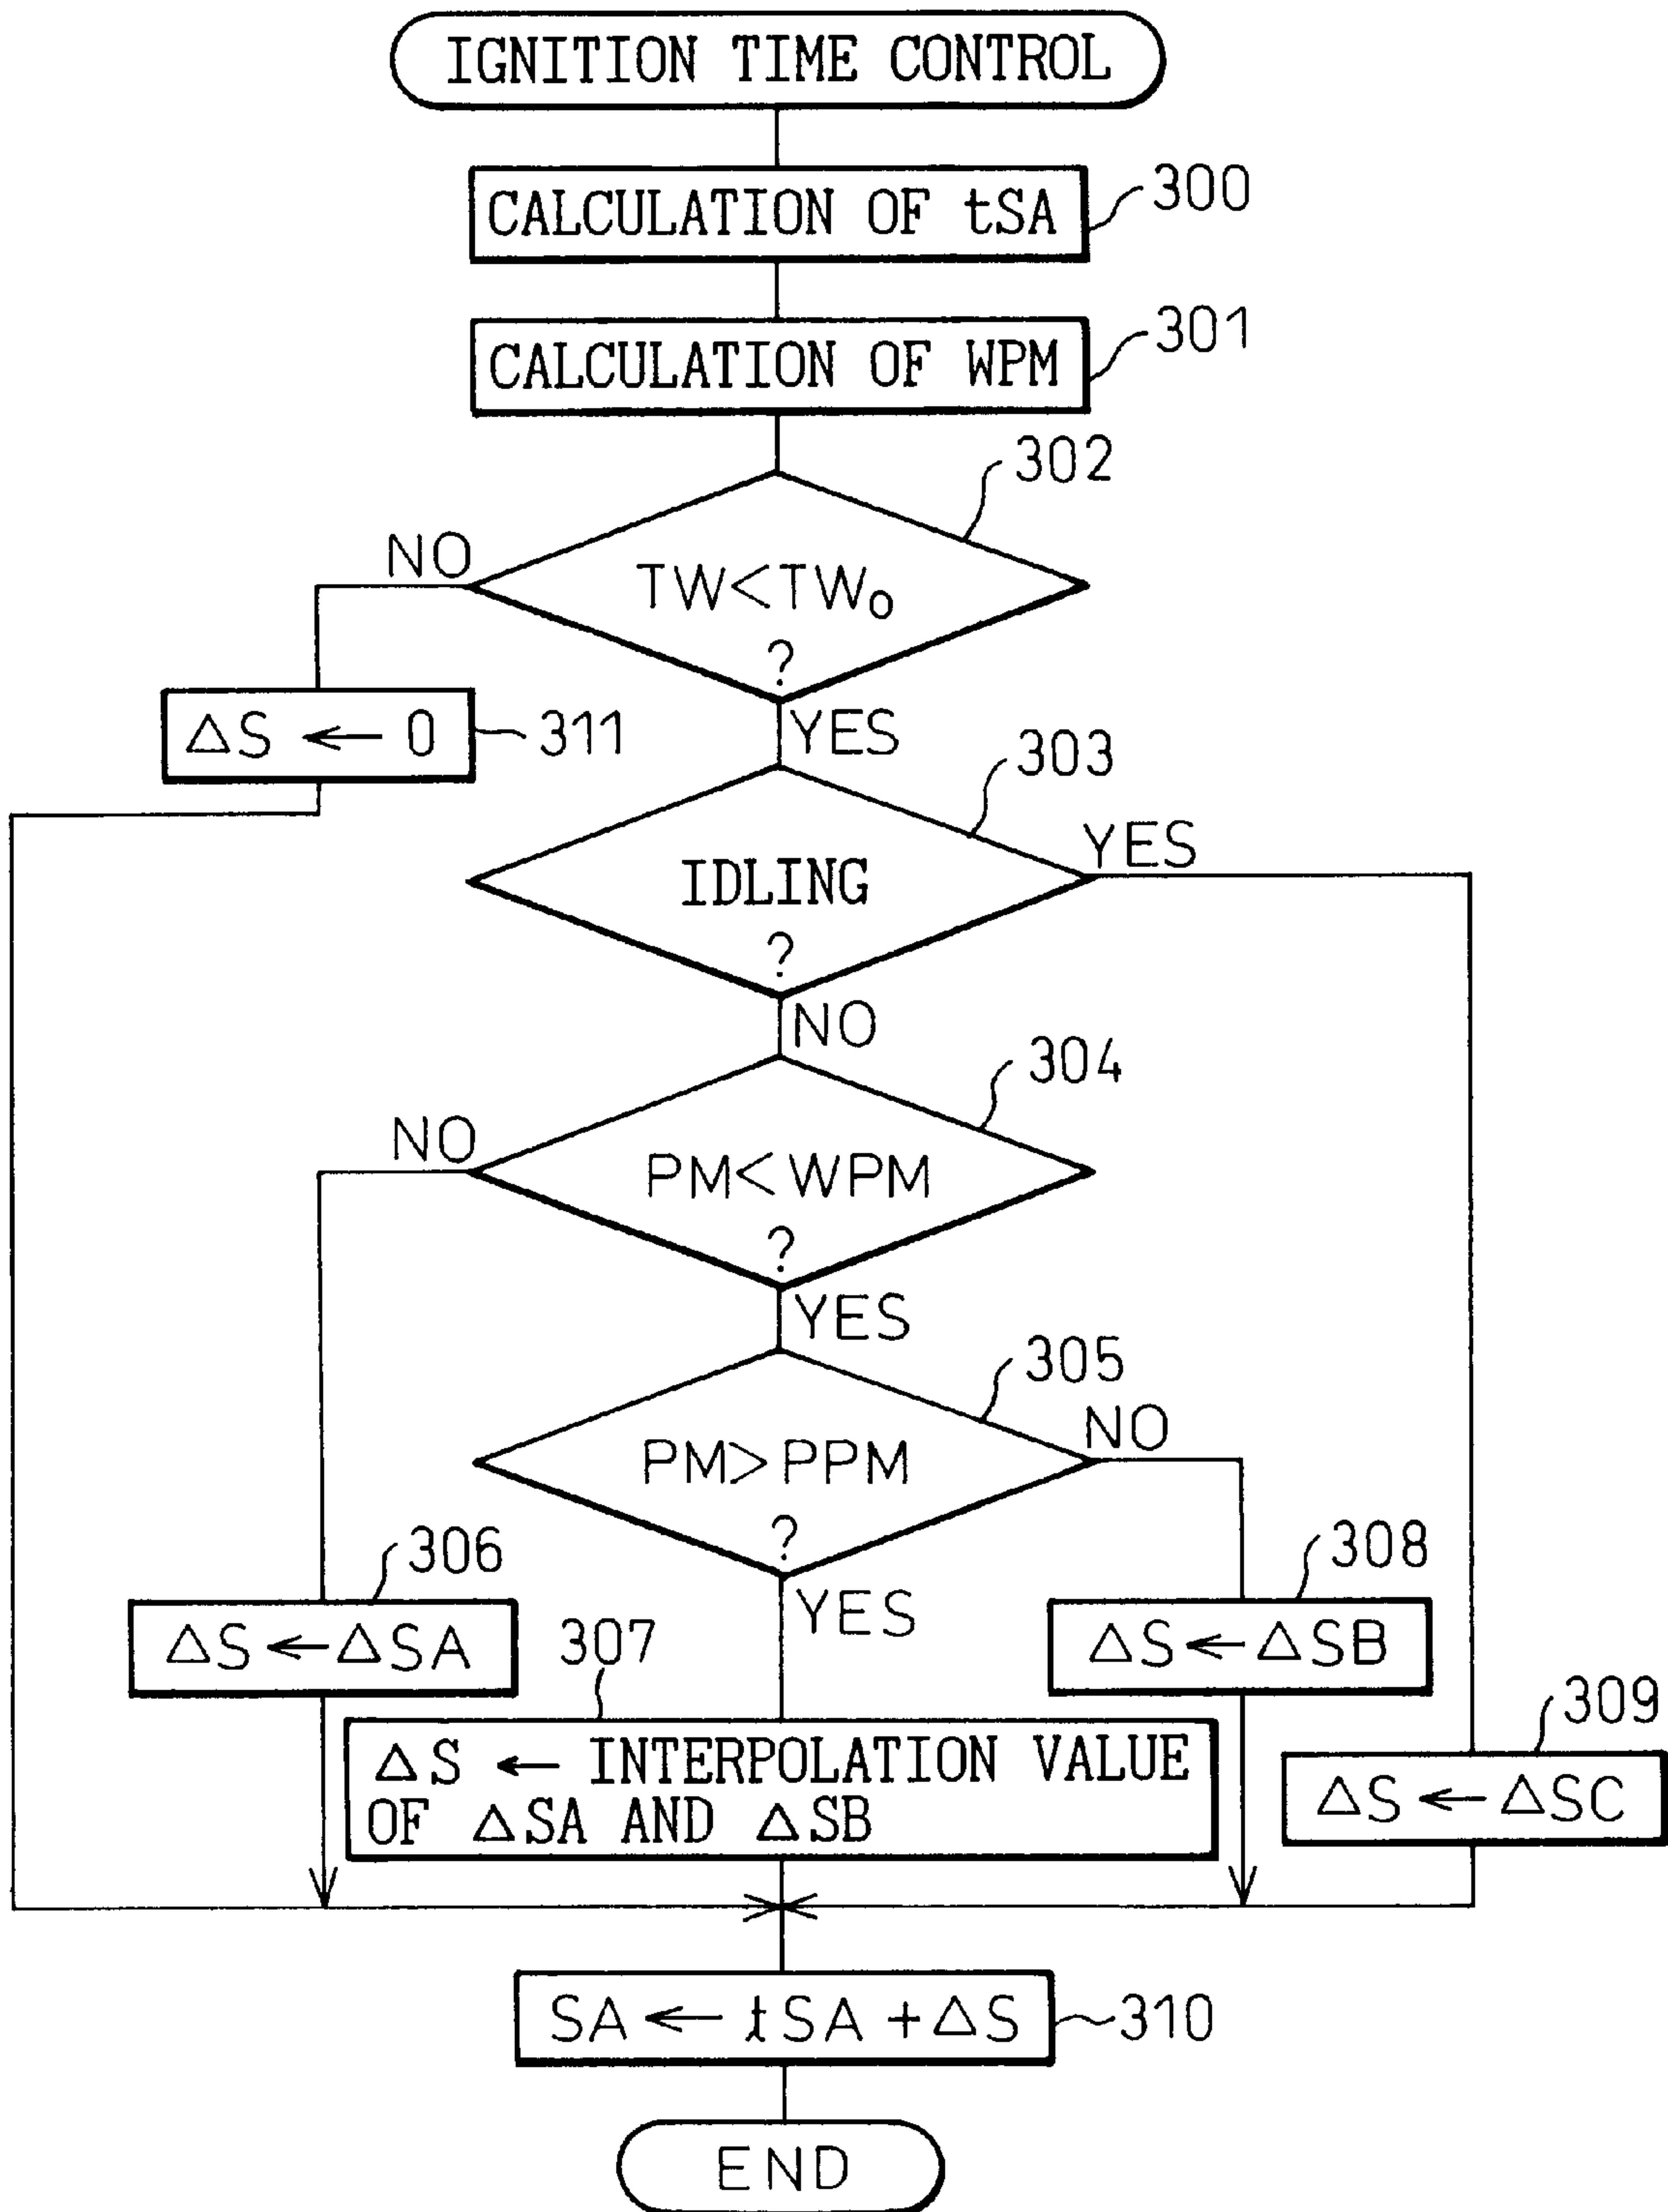 IGNITION TIME CONTROL
CALCULATION OF tSA
300
CALCULATION OF WPM
301
302
NO
TW<TW₀
?
YES
ΔS ← 0
311
303
YES
IDLING
?
NO
304
NO
PM<WPM
?
YES
305
NO
PM>PPM
?
YES
306
ΔS ← ΔSA
308
ΔS ← ΔSB
307
ΔS ← INTERPOLATION VALUE
OF ΔSA AND ΔSB
309
ΔS ← ΔSC
SA ← tSA + ΔS
310
END